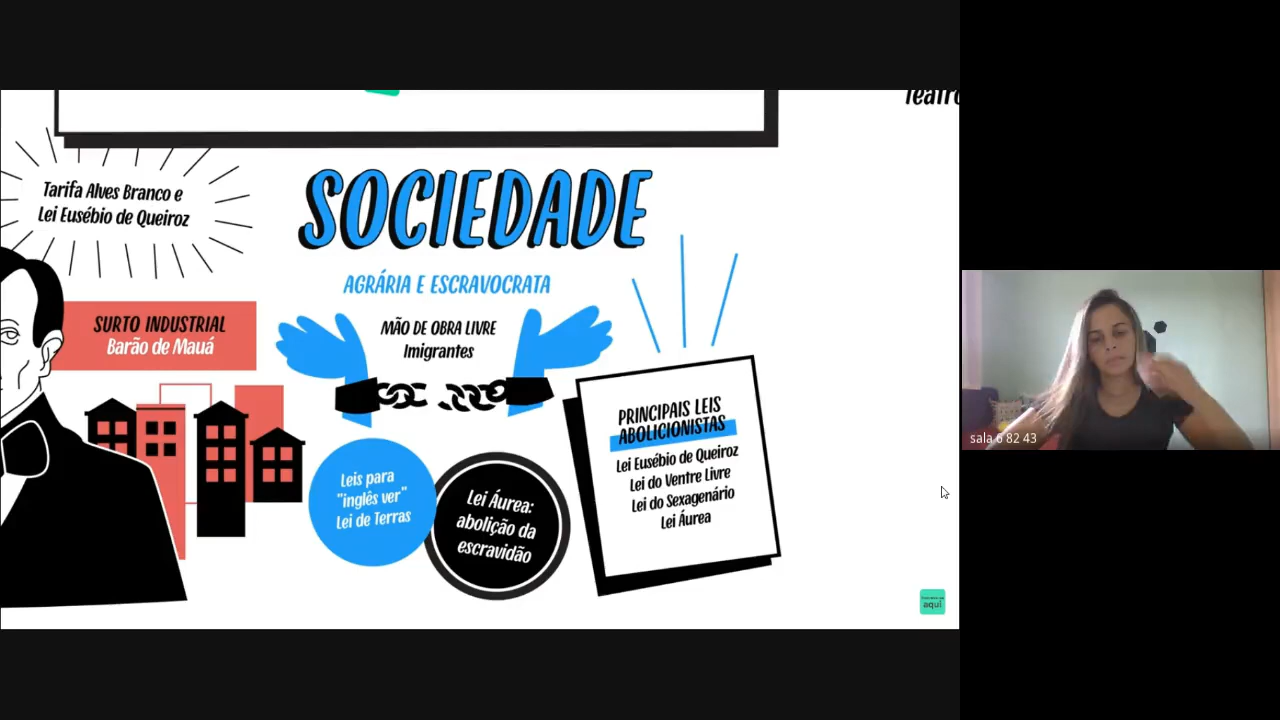 Teatro
Tarifa Alves Branco e
Lei Eusébio de Queiroz
SOCIEDADE
AGRÁRIA E ESCRAVOCRATA
SURTO INDUSTRIAL
Barão de Mauá
MÃO DE OBRA LIVRE
Imigrantes
Leis para
"inglês ver"
Lei de Terras
Lei Áurea:
abolição da
escravidão
PRINCIPAIS LEIS
ABOLICIONISTAS
Lei Eusébio de Queiroz
Lei do Ventre Livre
Lei do Sexagenário
Lei Áurea
sala 6 82 43
aqui